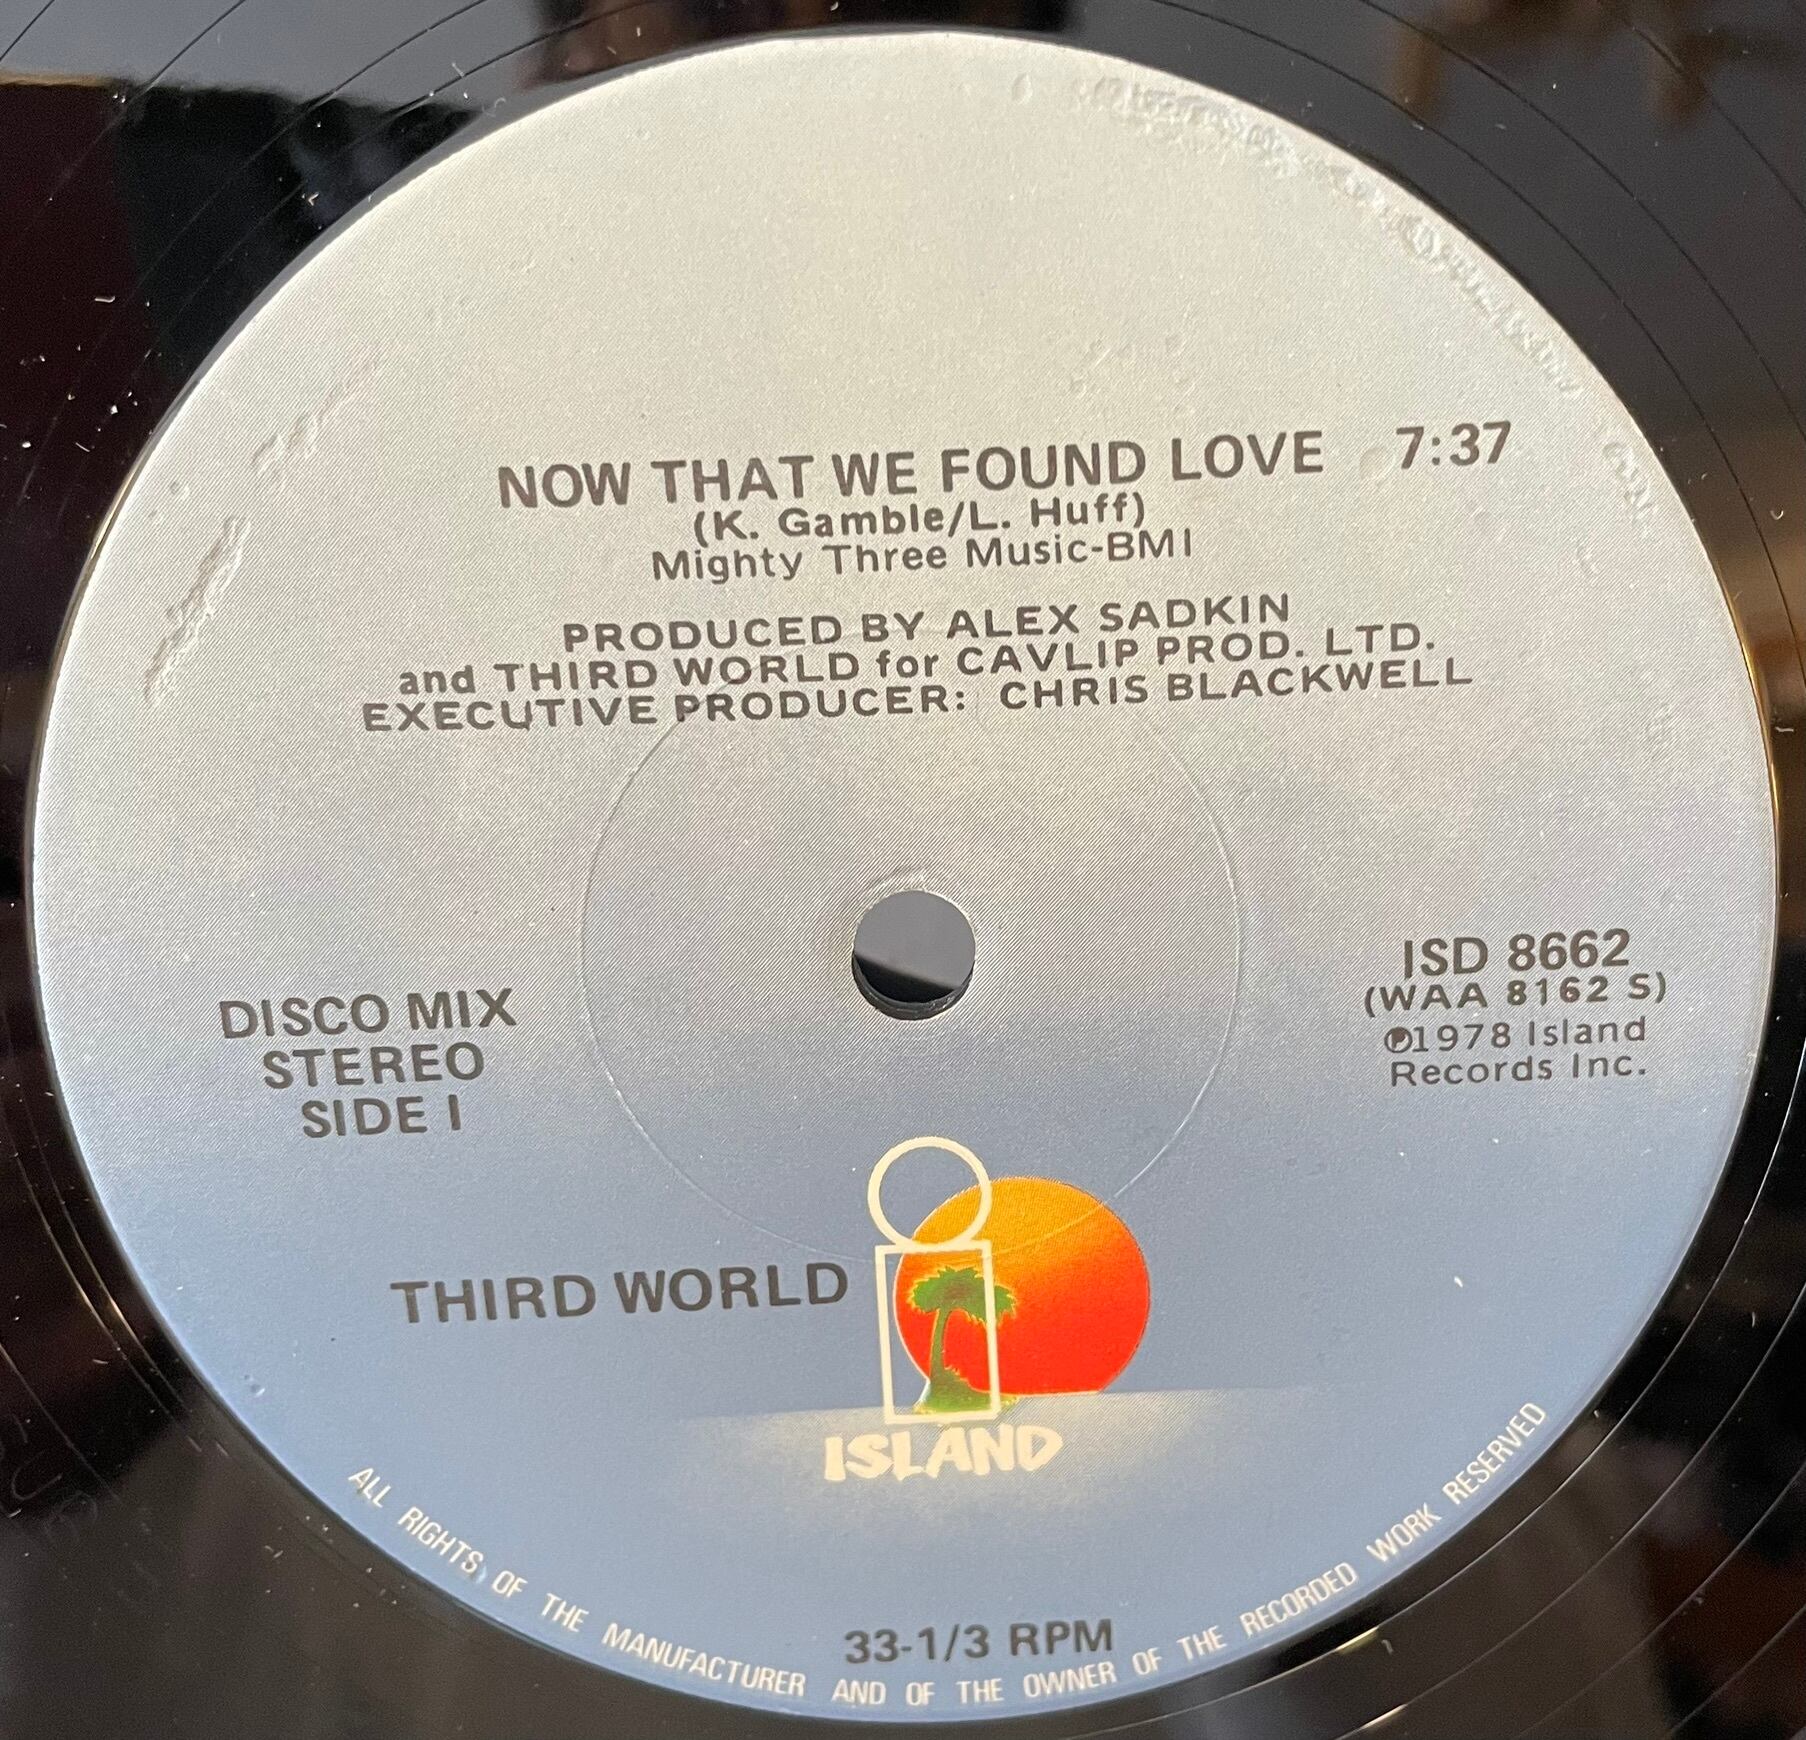 NOW THAT WE FOUND LOVE 7:37
(K. Gamble/L. Huff)
Mighty Three Music-BMI
PRODUCED BY ALEX SADKIN
and THIRD WORLD for CAVLIP PROD. LTD.
EXECUTIVE PRODUCER: CHRIS BLACKWELL
DISCO MIX
STEREO
SIDE I
ISD 8662
(WAA 8162 S)
℗1978 Island
Records Inc.
THIRD WORLD
ISLAND
33-1/3 RPM
ALL RIGHTS OF THE MANUFACTURER AND OF THE OWNER OF THE RECORDED WORK RESERVED